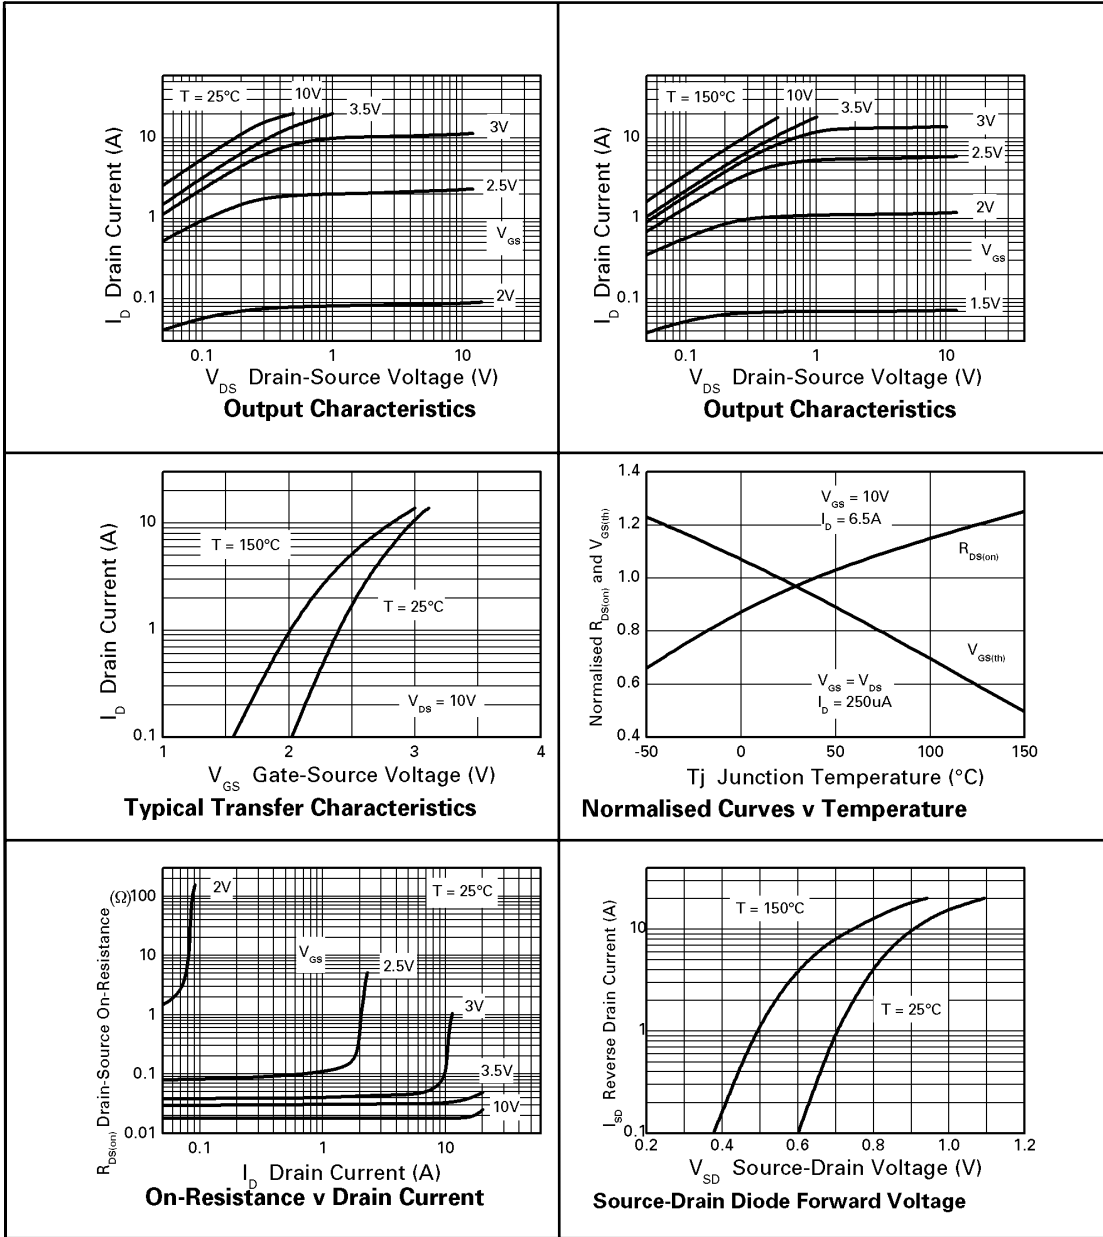 T = 25°C
10V
3.5V
3V
2.5V
V_GS
2V
10
1
0.1
I_D Drain Current (A)
0.1 1 10
V_DS Drain-Source Voltage (V)
Output Characteristics
T = 150°C
10V
3.5V
3V
2.5V
2V
V_GS
1.5V
10
1
0.1
I_D Drain Current (A)
0.1 1 10
V_DS Drain-Source Voltage (V)
Output Characteristics
T = 150°C
T = 25°C
V_DS = 10V
10
1
0.1
I_D Drain Current (A)
1 2 3 4
V_GS Gate-Source Voltage (V)
Typical Transfer Characteristics
1.4
1.2
1.0
0.8
0.6
0.4
Normalised R_DS(on) and V_GS(th)
V_GS = 10V
I_D = 6.5A
R_DS(on)
V_GS(th)
V_GS = V_DS
I_D = 250uA
-50 0 50 100 150
Tj Junction Temperature (°C)
Normalised Curves v Temperature
2V
T = 25°C
V_GS
2.5V
3V
3.5V
10V
100
10
1
0.1
0.01
R_DS(on) Drain-Source On-Resistance (Ω)
0.1 1 10
I_D Drain Current (A)
On-Resistance v Drain Current
T = 150°C
T = 25°C
10
1
0.1
I_SD Reverse Drain Current (A)
0.2 0.4 0.6 0.8 1.0 1.2
V_SD Source-Drain Voltage (V)
Source-Drain Diode Forward Voltage